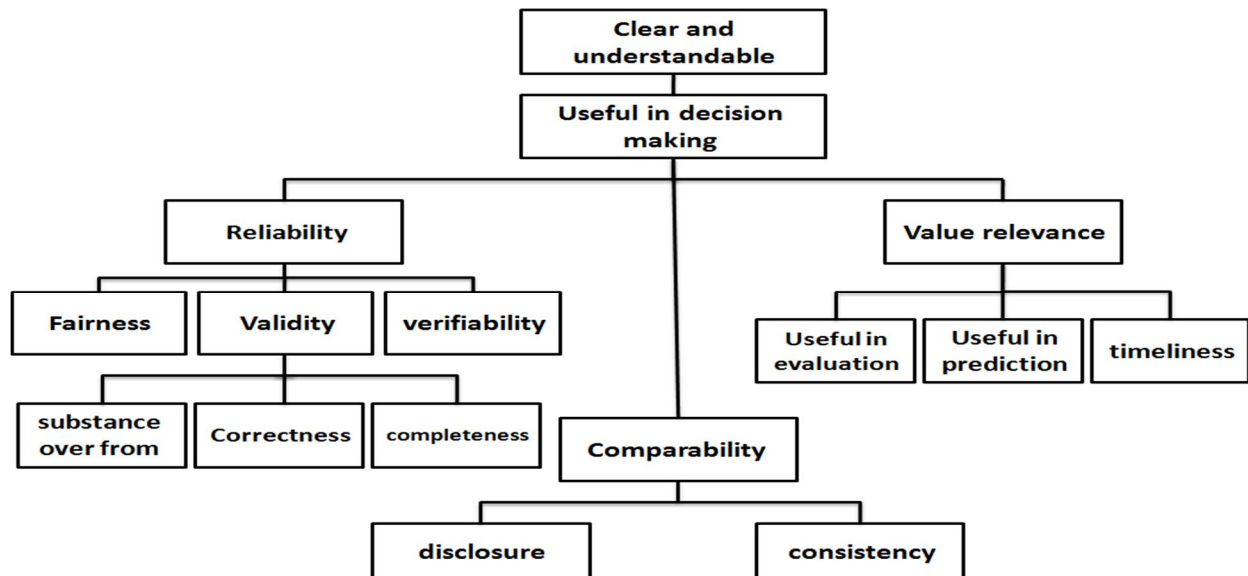 Clear and
understandable
Useful in decision
making
Reliability
Value relevance
Fairness
Validity
verifiability
Useful in
evaluation
Useful in
prediction
timeliness
substance
over from
Correctness
completeness
Comparability
disclosure
consistency